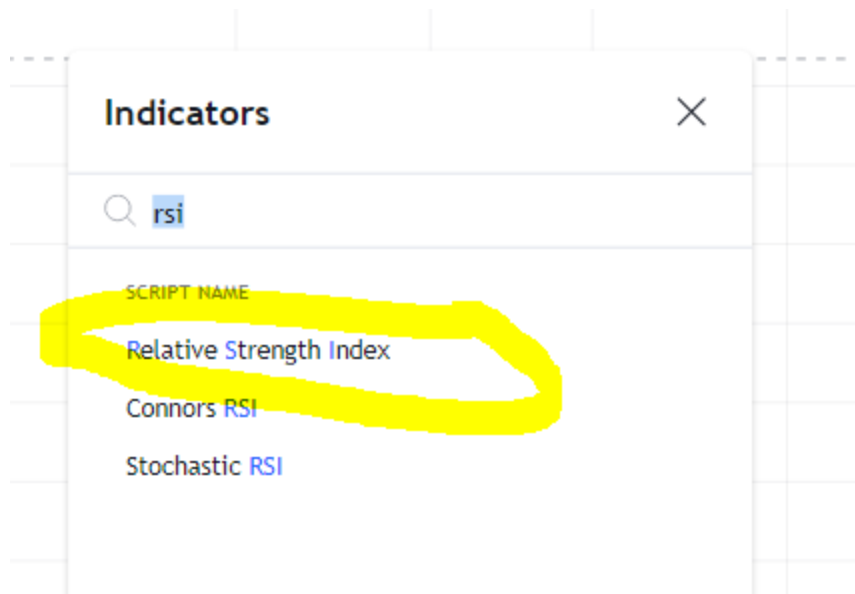 Indicators
rsi
SCRIPT NAME
Relative Strength Index
Connors RSI
Stochastic RSI